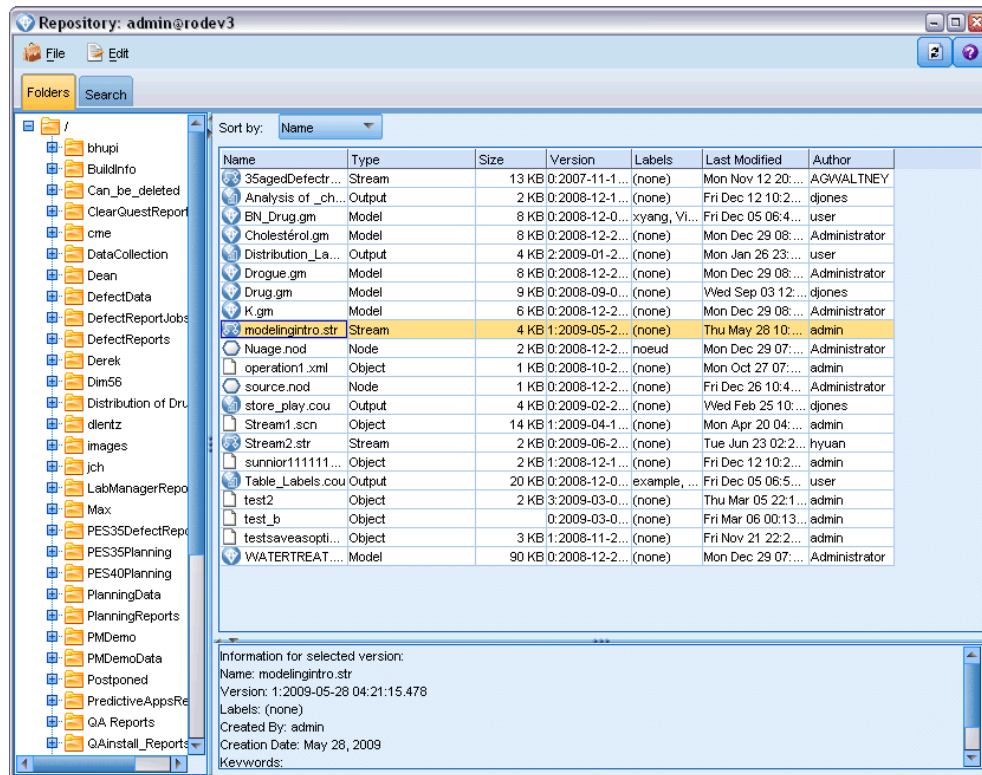 Repository: admin@rodev3
File Edit
Folders Search
/
bhupi
BuildInfo
Can_be_deleted
ClearQuestReport
cme
DataCollection
Dean
DefectData
DefectReportJobs
DefectReports
Derek
Dim56
Distribution of Dru
dlentz
images
jch
LabManagerRepo
Max
PES35DefectRepo
PES35Planning
PES40Planning
PlanningData
PlanningReports
PMDemo
PMDemoData
Postponed
PredictiveAppsRe
QA Reports
QAinstall_Reports
Sort by: Name
Name Type Size Version Labels Last Modified Author
35agedDefectr... Stream 13 KB 0:2007-11-1... (none) Mon Nov 12 20:... AGWALTNEY
Analysis of _ch... Output 2 KB 0:2008-12-1... (none) Fri Dec 12 10:2... djones
BN_Drug.gm Model 8 KB 0:2008-12-0... xyang, Vi... Fri Dec 05 06:4... user
Cholestérol.gm Model 8 KB 0:2008-12-2... (none) Mon Dec 29 08:... Administrator
Distribution_La... Output 4 KB 2:2009-01-2... (none) Mon Jan 26 23:... user
Drogue.gm Model 8 KB 0:2008-12-2... (none) Mon Dec 29 08:... Administrator
Drug.gm Model 9 KB 0:2008-09-0... (none) Wed Sep 03 12:... djones
K.gm Model 6 KB 0:2008-12-2... (none) Mon Dec 29 08:... Administrator
modelingintro.str Stream 4 KB 1:2009-05-2... (none) Thu May 28 10:... admin
Nuage.nod Node 2 KB 0:2008-12-2... noeud Mon Dec 29 07:... Administrator
operation1.xml Object 1 KB 0:2008-10-2... (none) Mon Oct 27 07:... admin
source.nod Node 1 KB 0:2008-12-2... (none) Fri Dec 26 10:4... Administrator
store_play.cou Output 4 KB 0:2009-02-2... (none) Wed Feb 25 10:... djones
Stream1.scn Object 14 KB 1:2009-04-1... (none) Mon Apr 20 04:... admin
Stream2.str Stream 2 KB 0:2009-06-2... (none) Tue Jun 23 02:2... hyuan
sunnior111111... Object 2 KB 1:2008-12-1... (none) Fri Dec 12 10:2... admin
Table_Labels.cou Output 20 KB 0:2008-12-0... example, ... Fri Dec 05 06:5... user
test2 Object 2 KB 3:2009-03-0... (none) Thu Mar 05 22:1... admin
test_b Object 0:2009-03-0... (none) Fri Mar 06 00:13... admin
testsaveasopti... Object 3 KB 1:2008-11-2... (none) Fri Nov 21 22:2... admin
WATERTREAT.... Model 90 KB 0:2008-12-2... (none) Mon Dec 29 07:... Administrator
Information for selected version:
Name: modelingintro.str
Version: 1:2009-05-28 04:21:15.478
Labels: (none)
Created By: admin
Creation Date: May 28, 2009
Keywords: